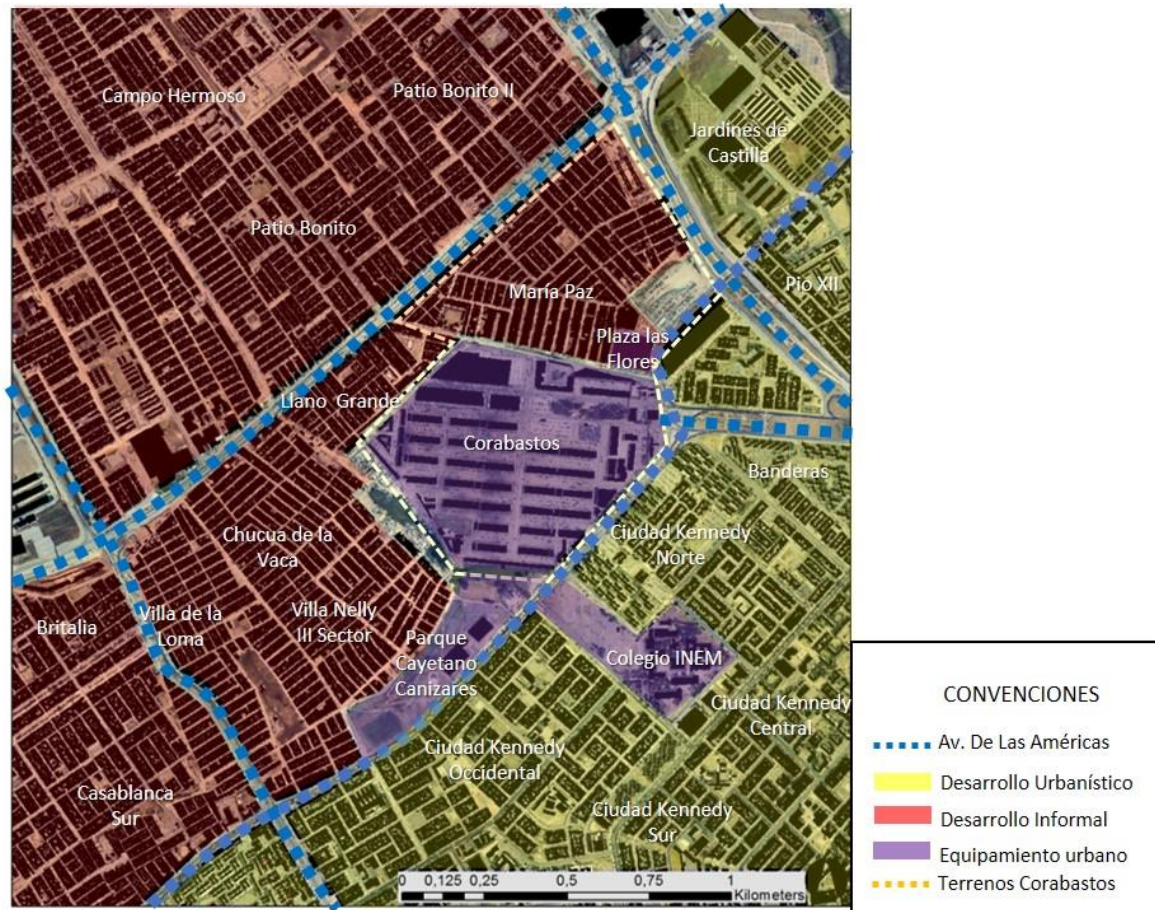 Campo Hermoso
Patio Bonito II
Jardines de
Castilla
Patio Bonito
María Paz
Pio XII
Plaza las
Flores
Llano Grande
Corabastos
Banderas
Chucua de la
Vaca
Ciudad Kennedy
Norte
Britalia
Villa de la
Loma
Villa Nelly
III Sector
Parque
Cayetano
Canizares
Colegio INEM
Ciudad Kennedy
Central
Ciudad Kennedy
Occidental
Casablanca
Sur
Ciudad Kennedy
Sur
0 0,125 0,25 0,5 0,75 1
Kilometers
CONVENCIONES
Av. De Las Américas
Desarrollo Urbanístico
Desarrollo Informal
Equipamiento urbano
Terrenos Corabastos